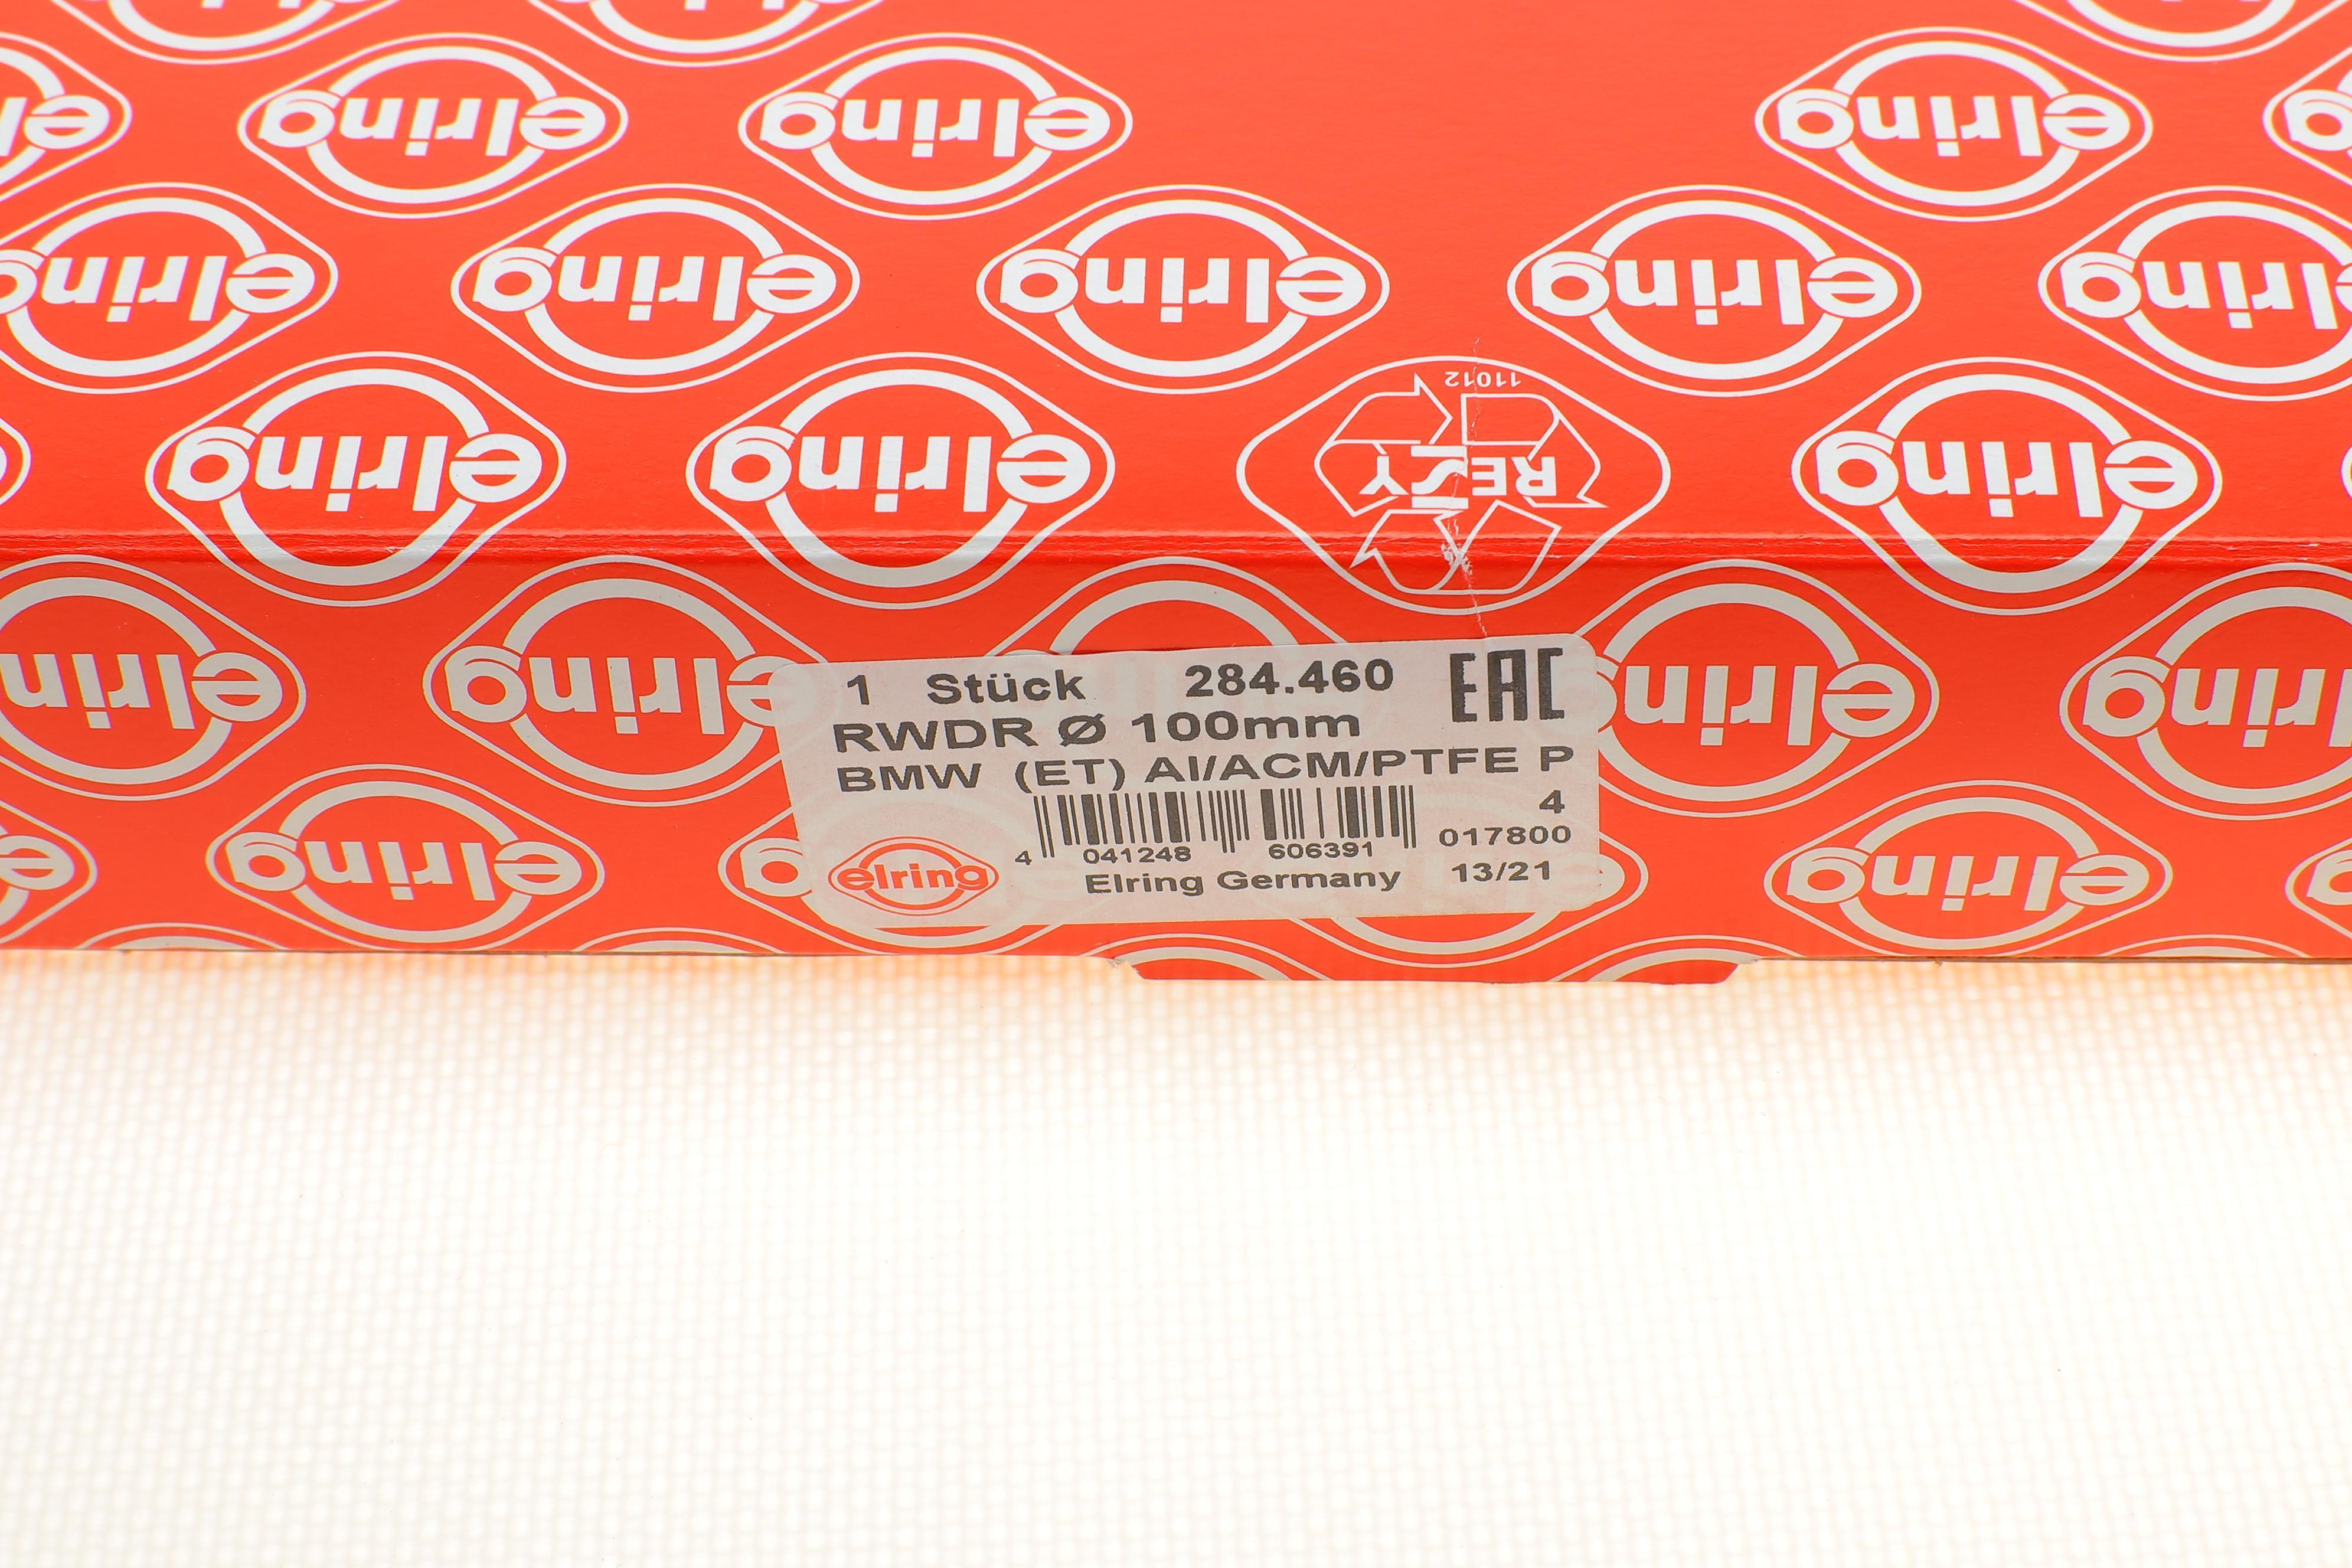 elring elring elring elring
elring elring elring elring elring
11012
RESY
elring elring elring
elring elring elring elring
1 Stück 284.460 EAC
RWDR Ø 100mm
BMW (ET) AI/ACM/PTFE P
4
4 041248 606391 017800
elring Elring Germany 13/21
elring elring